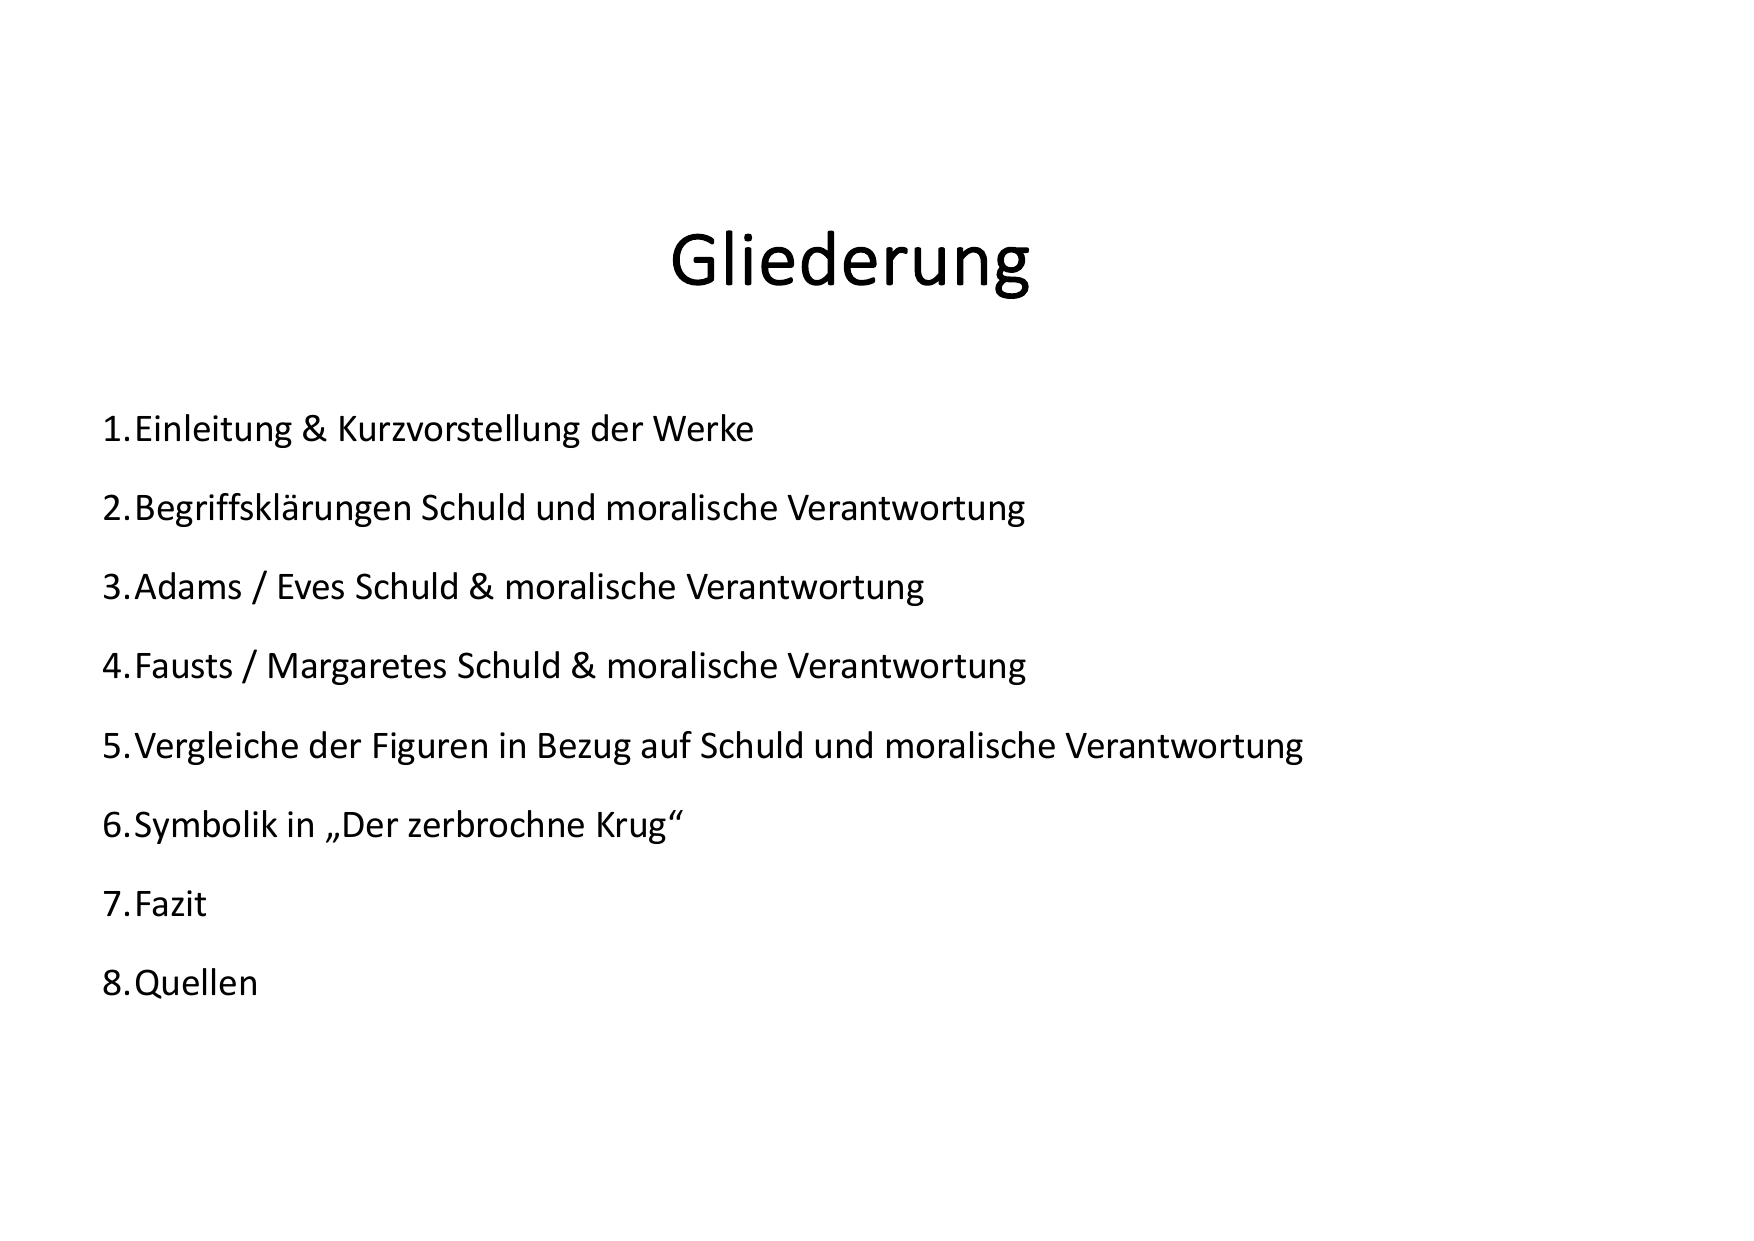 Gliederung
1.Einleitung & Kurzvorstellung der Werke
2.Begriffsklärungen Schuld und moralische Verantwortung
3.Adams / Eves Schuld & moralische Verantwortung
4.Fausts / Margaretes Schuld & moralische Verantwortung
5.Vergleiche der Figuren in Bezug auf Schuld und moralische Verantwortung
6.Symbolik in „Der zerbrochne Krug“
7.Fazit
8.Quellen